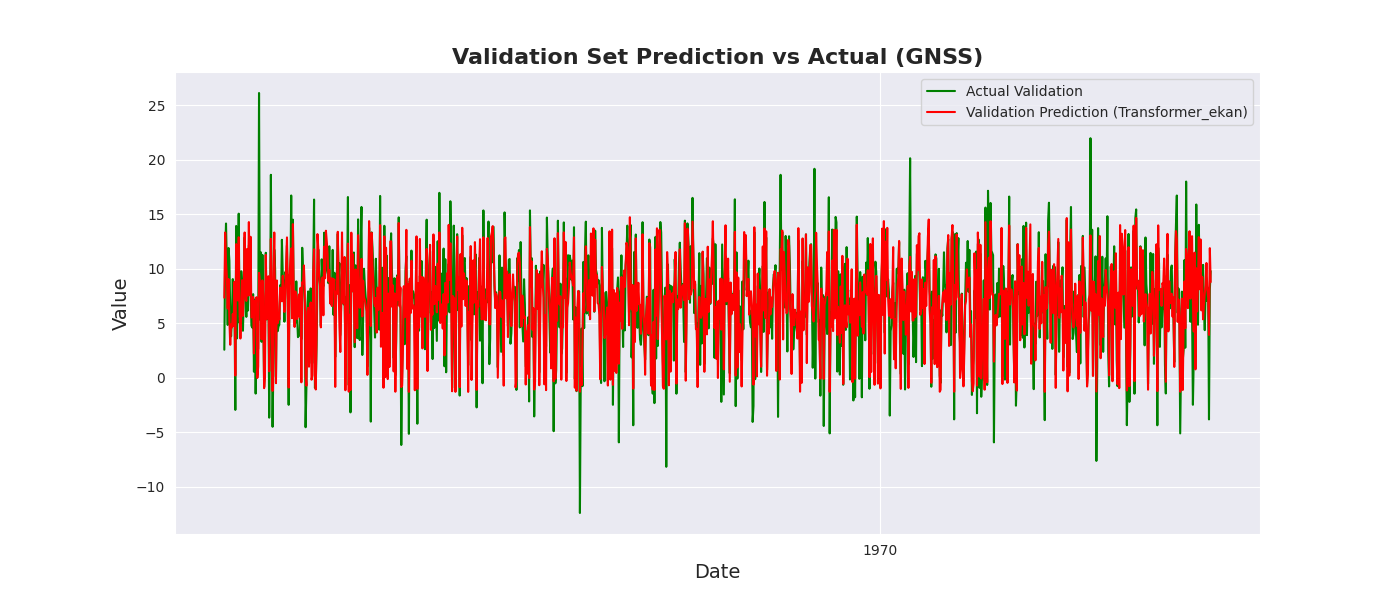 Validation Set Prediction vs Actual (GNSS)
Actual Validation
Validation Prediction (Transformer_ekan)
25
20
15
10
5
0
−5
−10
Value
1970
Date